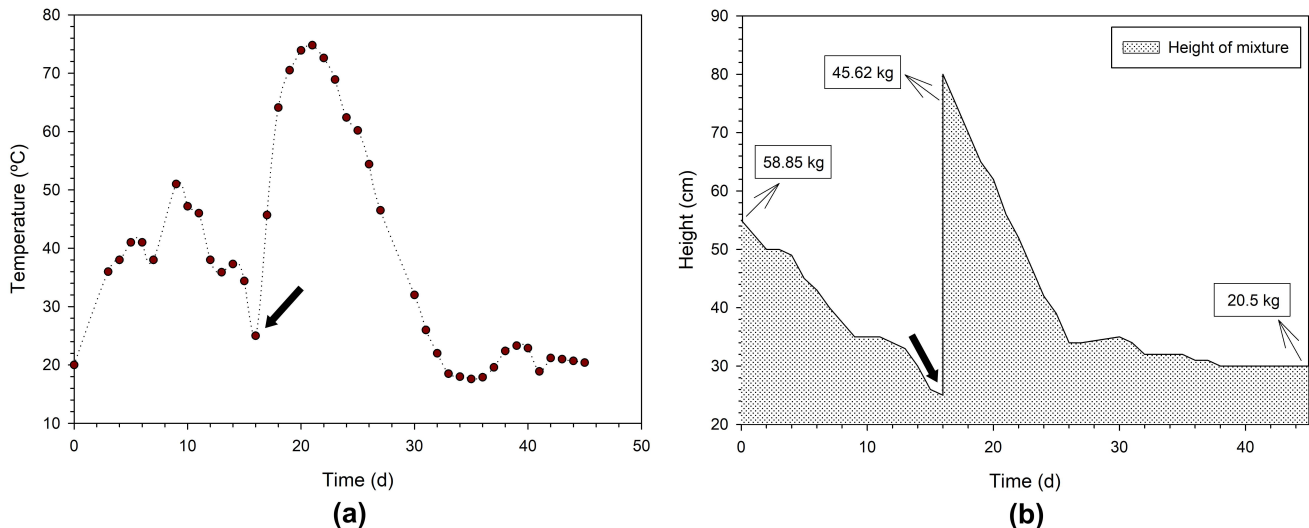 80
70
60
50
40
30
20
10
Temperature (ºC)
0 10 20 30 40 50
Time (d)
(a)
90
80
70
60
50
40
30
20
Height (cm)
Height of mixture
45.62 kg
58.85 kg
20.5 kg
0 10 20 30 40
Time (d)
(b)